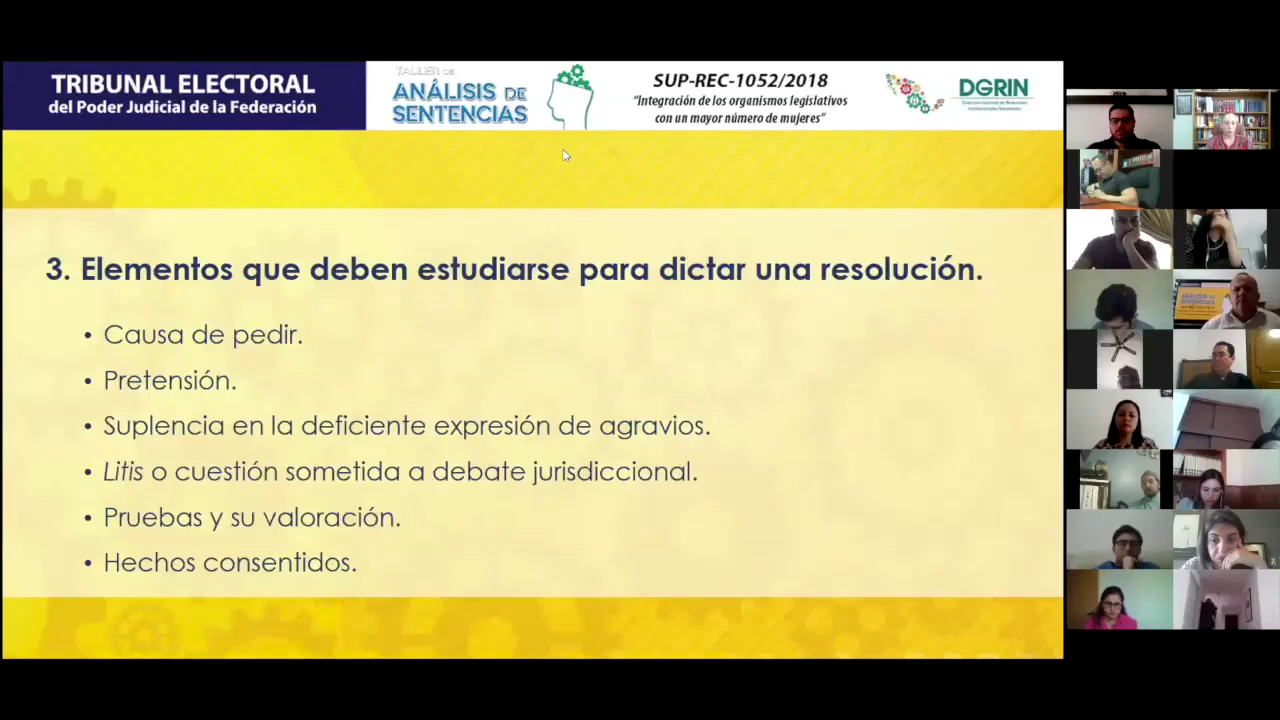 TRIBUNAL ELECTORAL
del Poder Judicial de la Federación
TALLER DE
ANÁLISIS DE
SENTENCIAS
SUP-REC-1052/2018
"Integración de los organismos legislativos
con un mayor número de mujeres"
DGRIN
3. Elementos que deben estudiarse para dictar una resolución.
• Causa de pedir.
• Pretensión.
• Suplencia en la deficiente expresión de agravios.
• Litis o cuestión sometida a debate jurisdiccional.
• Pruebas y su valoración.
• Hechos consentidos.